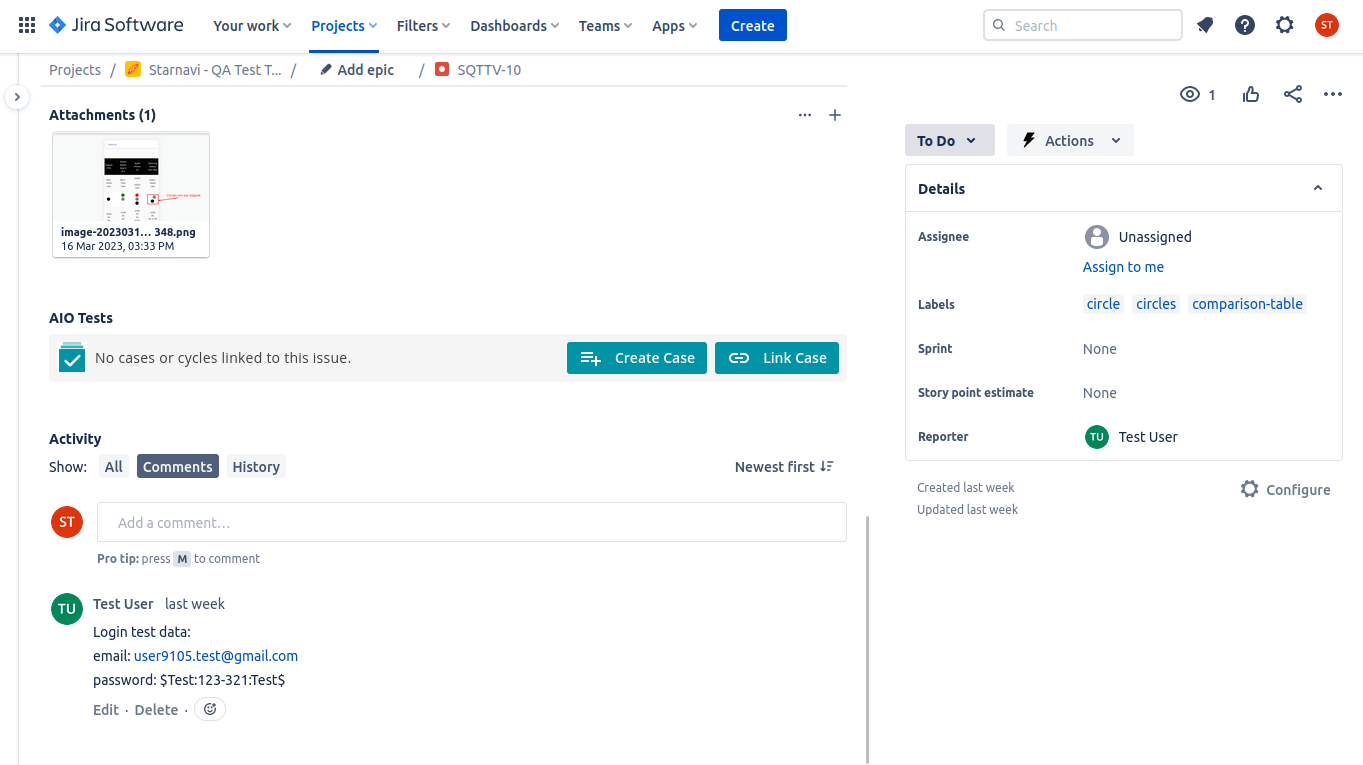 Jira Software Your work Projects Filters Dashboards Teams Apps Create Search ST
Projects / Starnavi - QA Test T... / Add epic / SQTTV-10
1
Attachments (1)
image-2023031... 348.png
16 Mar 2023, 03:33 PM
AIO Tests
No cases or cycles linked to this issue. Create Case Link Case
Activity
Show: All Comments History Newest first
ST Add a comment...
Pro tip: press M to comment
TU Test User last week
Login test data:
email: user9105.test@gmail.com
password: $Test:123-321:Test$
Edit · Delete ·
To Do Actions
Details
Assignee Unassigned
Assign to me
Labels circle circles comparison-table
Sprint None
Story point estimate None
Reporter TU Test User
Created last week Configure
Updated last week